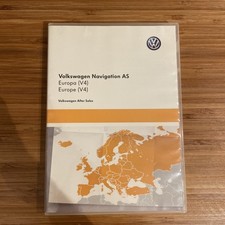 Volkswagen Navigation AS
Europa (V4)
Europe (V4)
Volkswagen After Sales